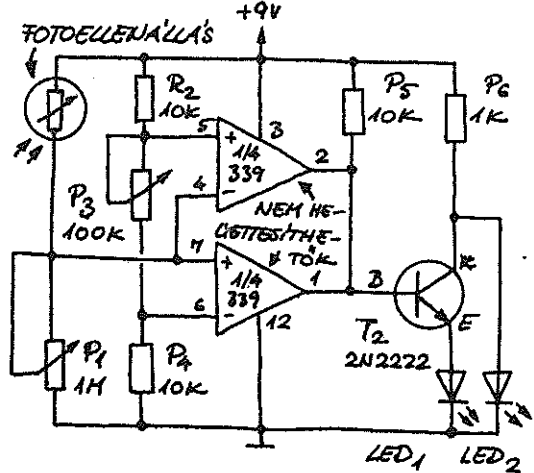 +9V
FOTOELLENÁLLÁS
R2
10K
P5
10K
P6
1K
5
+
3
1/4
339
2
4
-
P3
100K
NEM HE-
LYETTESÍTHE-
TŐK
7
+
1/4
339
1
6
-
12
B
E
T2
2N2222
P1
1M
P4
10K
LED1
LED2